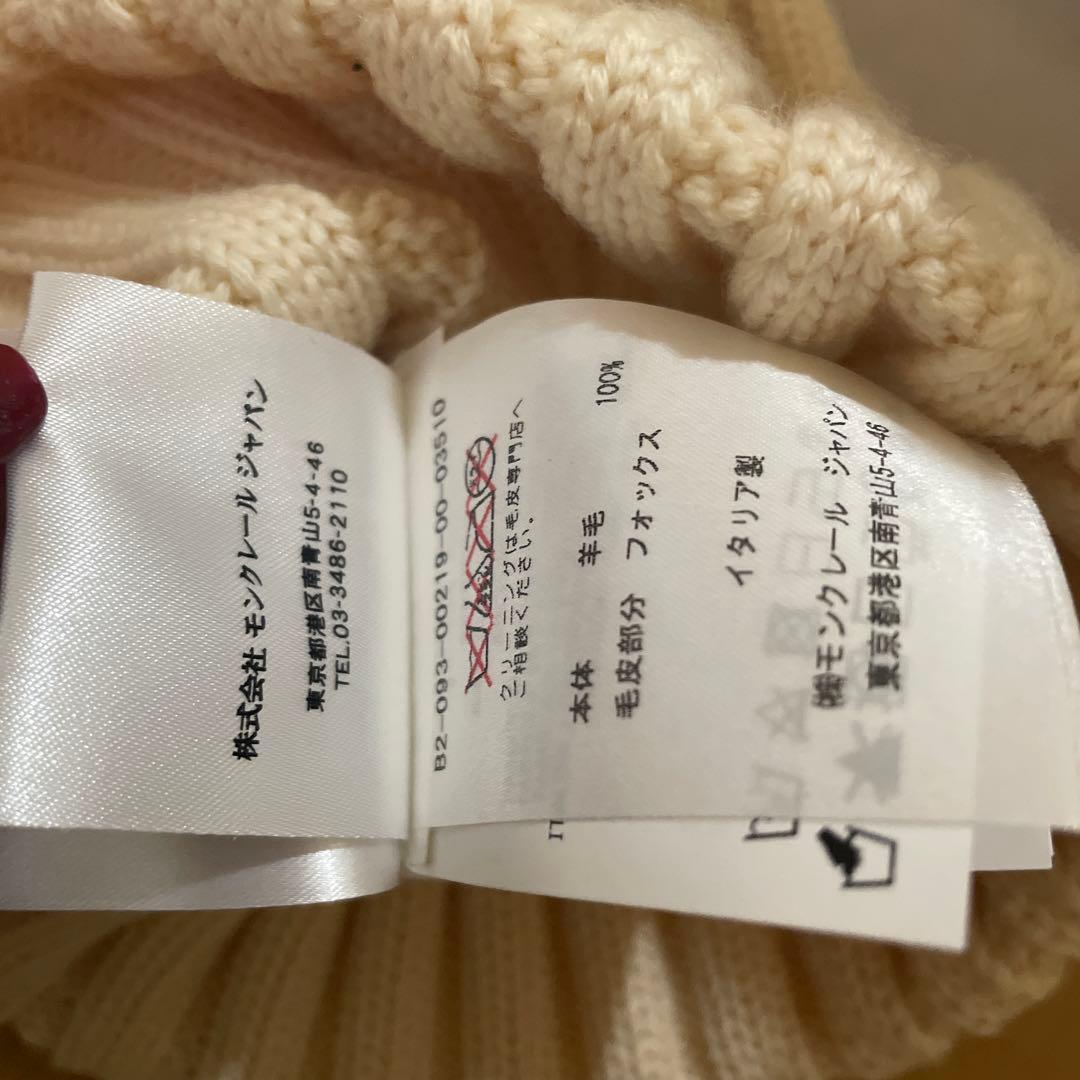 株式会社 モンクレール ジャパン
東京都港区南青山5-4-46
TEL.03-3486-2110
B2-093-00219-00-03510
クリーニングは毛皮専門店へ
ご相談ください。
本体 羊毛 100%
毛皮部分 フォックス
イタリア製
㈱モンクレール ジャパン
東京都港区南青山5-4-46